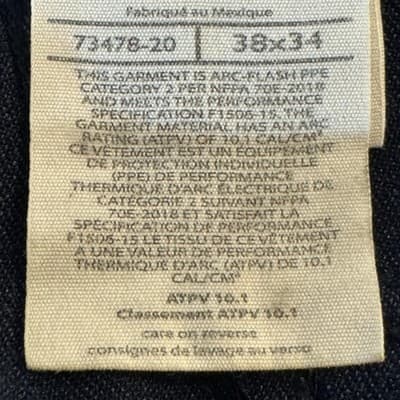 Fabriqué au Mexique
73478-20 | 38x34
THIS GARMENT IS ARC-FLASH PPE
CATEGORY 2 PER NFPA 70E-2018
AND MEETS THE PERFORMANCE
SPECIFICATION F1506-15. THE
GARMENT MATERIAL HAS AN ARC
RATING (ATPV) OF 10.1 CAL/CM²
CE VÊTEMENT EST UN ÉQUIPEMENT
DE PROTECTION INDIVIDUELLE
(PPE) DE PERFORMANCE
THERMIQUE D'ARC ÉLECTRIQUE DE
CATÉGORIE 2 SUIVANT NFPA
70E-2018 ET SATISFAIT LA
SPÉCIFICATION DE PERFORMANCE
F1506-15. LE TISSU DE CE VÊTEMENT
A UNE VALEUR DE PERFORMANCE
THERMIQUE D'ARC (ATPV) DE 10.1
CAL/CM²
ATPV 10.1
Classement ATPV 10.1
care on reverse
consignes de lavage au verso